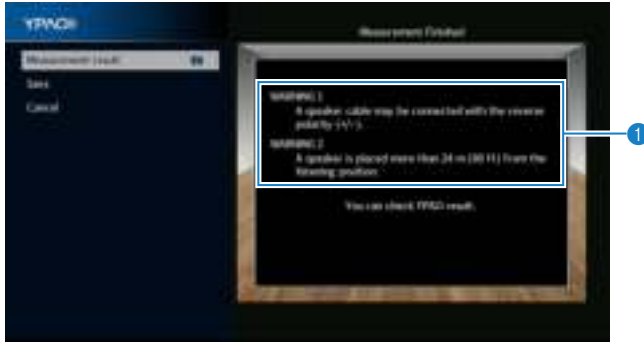 YPAO
Measurement Finished
Measurement result
Save
Cancel
WARNING 1
A speaker cable may be connected with the reverse
polarity (+/-).
WARNING 2
A speaker is placed more than 24 m (80 ft) from the
listening position.
You can check YPAO result.
1